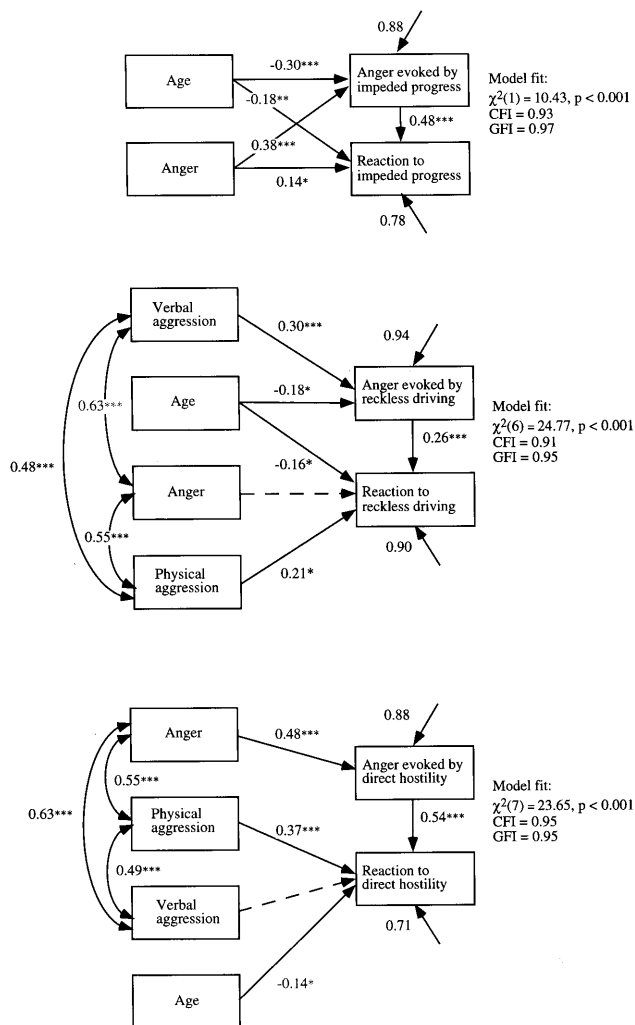 0.88
-0.30***
Age
Anger evoked by
impeded progress
Model fit:
χ²(1) = 10.43, p < 0.001
CFI = 0.93
GFI = 0.97
-0.18**
0.48***
0.38***
Anger
Reaction to
impeded progress
0.14*
0.78
Verbal
aggression
0.30***
0.94
Anger evoked by
reckless driving
-0.18*
Age
0.63***
Model fit:
χ²(6) = 24.77, p < 0.001
CFI = 0.91
GFI = 0.95
0.26***
0.48***
-0.16*
Anger
Reaction to
reckless driving
0.55***
0.90
Physical
aggression
0.21*
0.88
Anger
0.48***
Anger evoked by
direct hostility
0.55***
Model fit:
χ²(7) = 23.65, p < 0.001
CFI = 0.95
GFI = 0.95
0.63***
Physical
aggression
0.37***
0.54***
0.49***
Reaction to
direct hostility
Verbal
aggression
0.71
-0.14*
Age